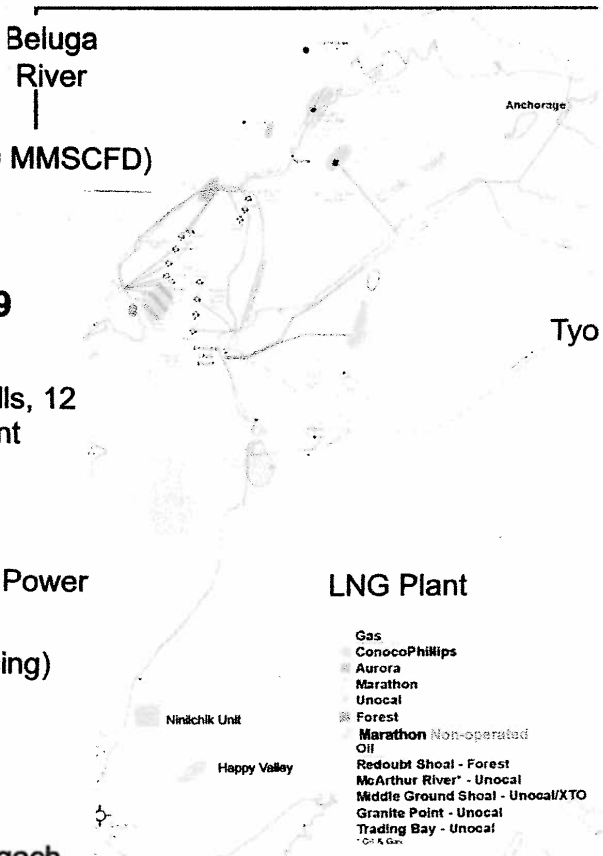 Beluga
River
MMSCFD)
Anchorage
9
Tyo
lls, 12
nt
Power
LNG Plant
ing)
Gas
ConocoPhillips
Aurora
Marathon
Unocal
Forest
Marathon Non-operated
Oil
Redoubt Shoal - Forest
McArthur River* - Unocal
Middle Ground Shoal - Unocal/XTO
Granite Point - Unocal
Trading Bay - Unocal
* Oil & Gas
Ninilchik Unit
Happy Valley